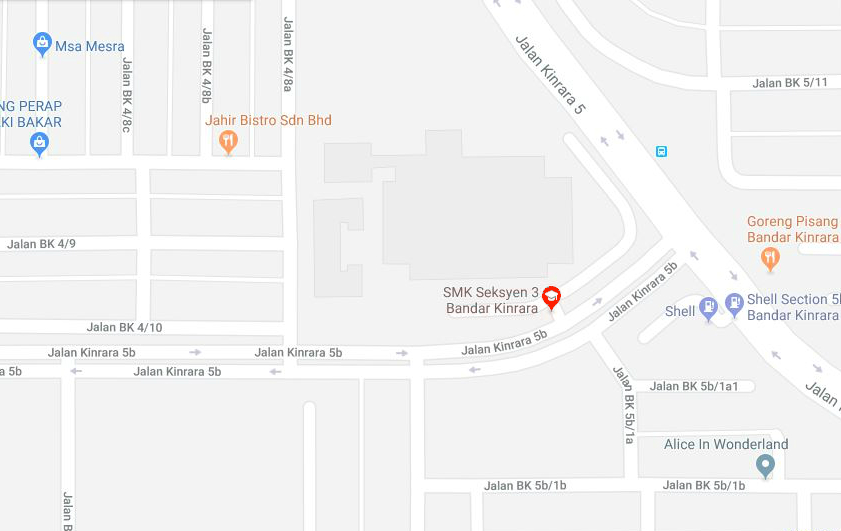 Msa Mesra
Jalan BK 4/8c
Jalan BK 4/8b
Jalan BK 4/8a
Jalan Kinrara 5
Jalan BK 5/11
NG PERAP
KI BAKAR
Jahir Bistro Sdn Bhd
Jalan BK 4/9
Goreng Pisang
Bandar Kinrara
SMK Seksyen 3
Bandar Kinrara
Jalan Kinrara 5b
Shell
Shell Section 5
Bandar Kinrara
Jalan BK 4/10
Jalan Kinrara 5b
Jalan Kinrara 5b
Jalan Kinrara 5b
a 5b
Jalan Kinrara 5b
Jalan BK 5b/1a
Jalan BK 5b/1a1
Jalan
Alice In Wonderland
Jalan BK 5b/1b
Jalan BK 5b/1b
Jalan